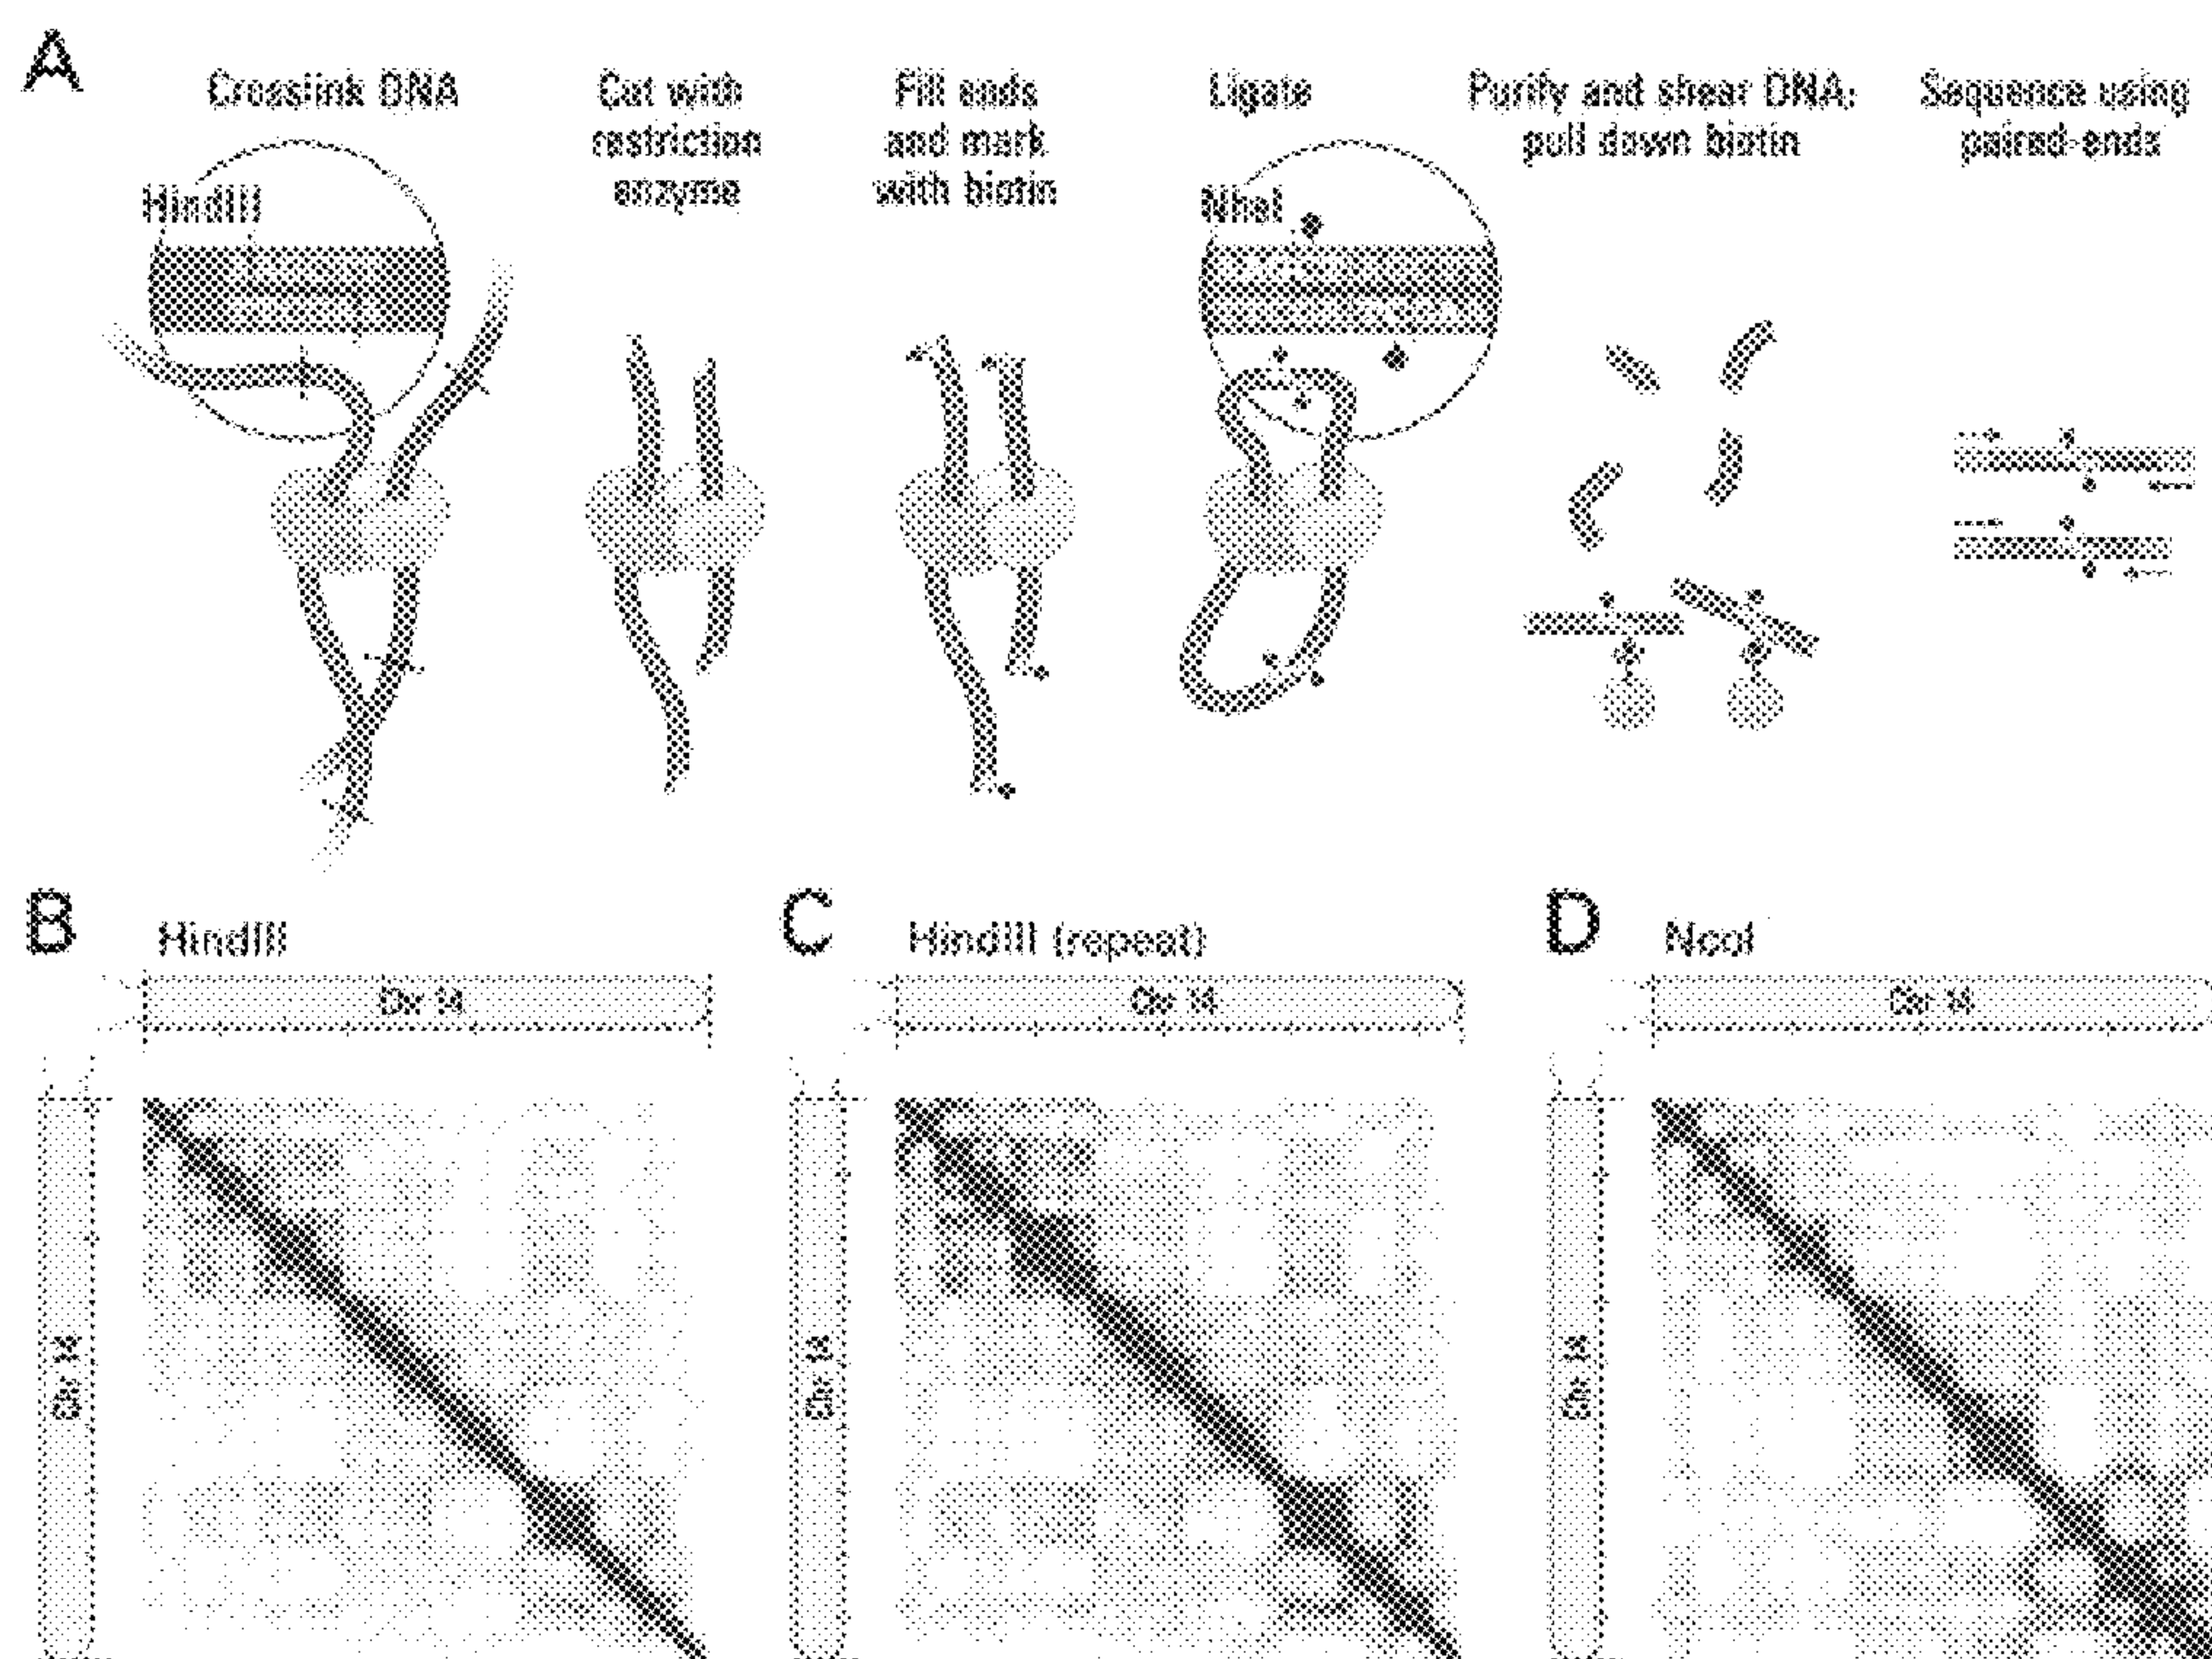 A
Crosslink DNA
Cut with
restriction
enzyme
Fill ends
and mark
with biotin
Ligate
Purify and shear DNA;
pull down biotin
Sequence using
paired-ends
HindIII
NheI
B
HindIII
Chr 14
Chr 14
C
HindIII (repeat)
Chr 14
Chr 14
D
NcoI
Chr 14
Chr 14